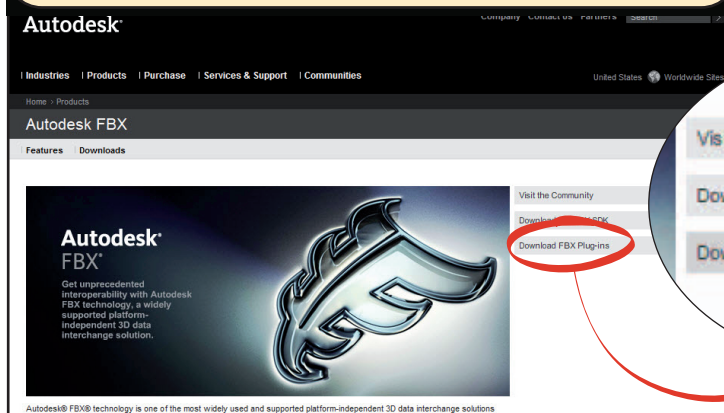 Company Contact us Partners Search
Autodesk®
Industries Products Purchase Services & Support Communities
United States Worldwide Sites
Home > Products
Autodesk FBX
Features Downloads
Visit the Community
Download SDK
Download FBX Plug-ins
Vis
Dow
Dow
Autodesk®
FBX®
Get unprecedented
interoperability with Autodesk
FBX technology, a widely
supported platform-
independent 3D data
interchange solution.
Autodesk® FBX® technology is one of the most widely used and supported platform-independent 3D data interchange solutions